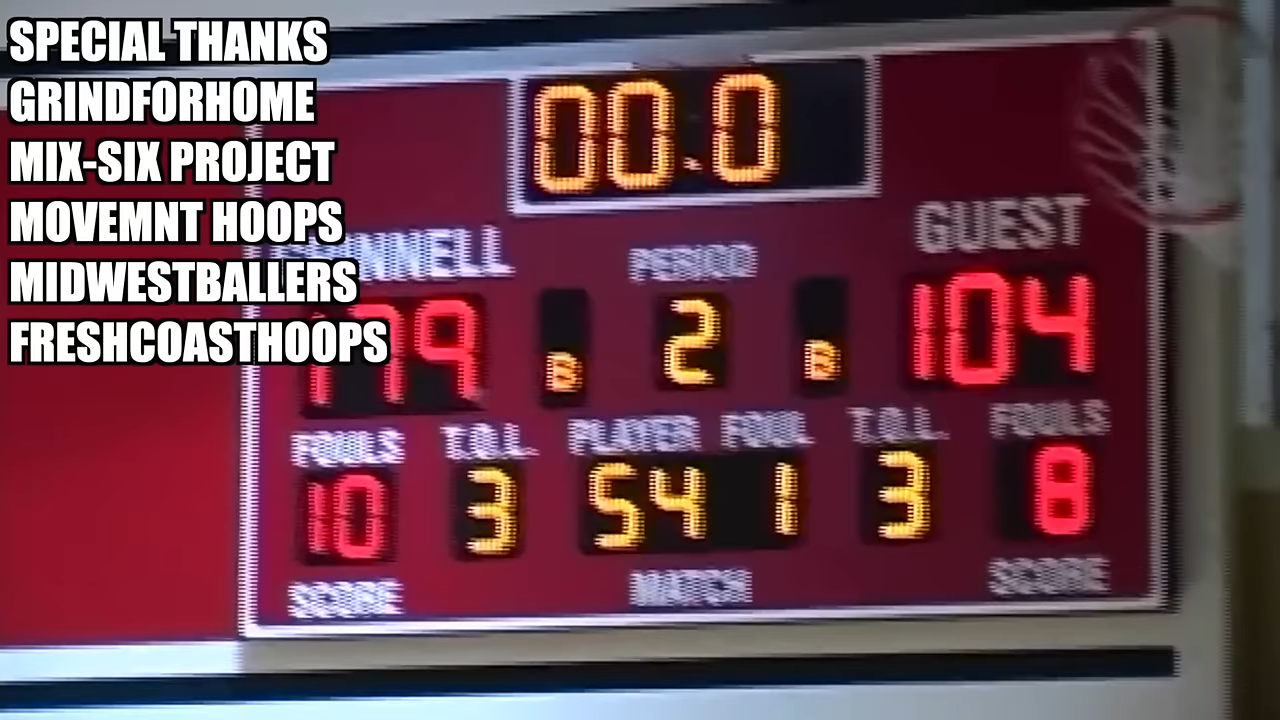 SPECIAL THANKS
GRINDFORHOME
MIX-SIX PROJECT
MOVEMNT HOOPS
MIDWESTBALLERS
FRESHCOASTHOOPS
00.0
GUEST
PERIOD
179 B 2 B 104
FOULS T.O.L. PLAYER FOUL T.O.L. FOULS
10 3 54 1 3 8
SCORE MATCH SCORE